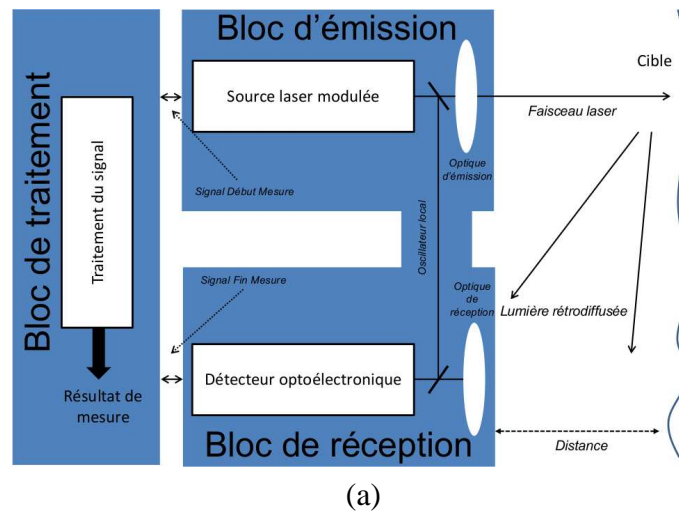 Bloc d'émission
Cible
Source laser modulée
Faisceau laser
Optique
d'émission
Signal Début Mesure
Bloc de traitement
Traitement du signal
Oscillateur local
Signal Fin Mesure
Optique
de
réception
Lumière rétrodiffusée
Détecteur optoélectronique
Résultat de
mesure
Bloc de réception
Distance
(a)